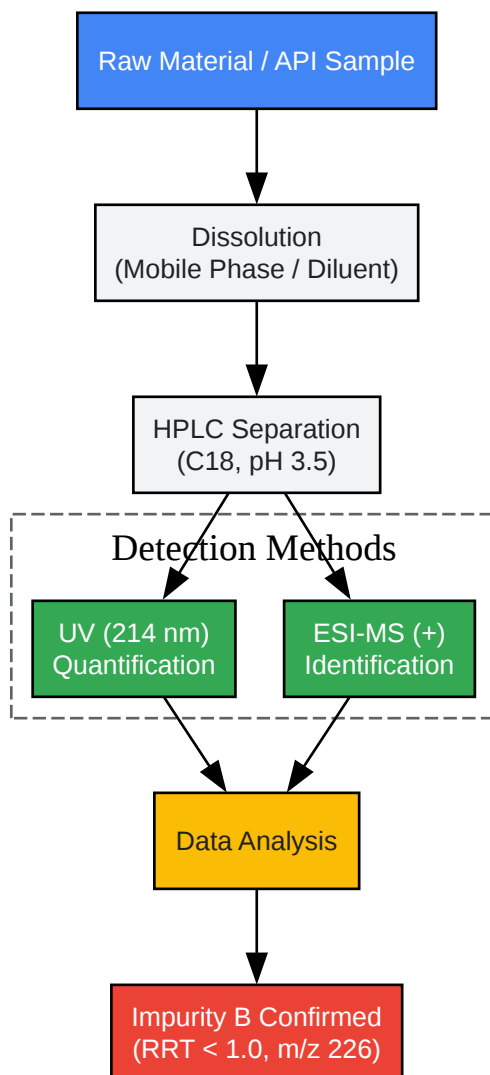 Raw Material / API Sample
Dissolution
(Mobile Phase / Diluent)
HPLC Separation
(C18, pH 3.5)
Detection Methods
UV (214 nm)
Quantification
ESI-MS (+)
Identification
Data Analysis
Impurity B Confirmed
(RRT < 1.0, m/z 226)